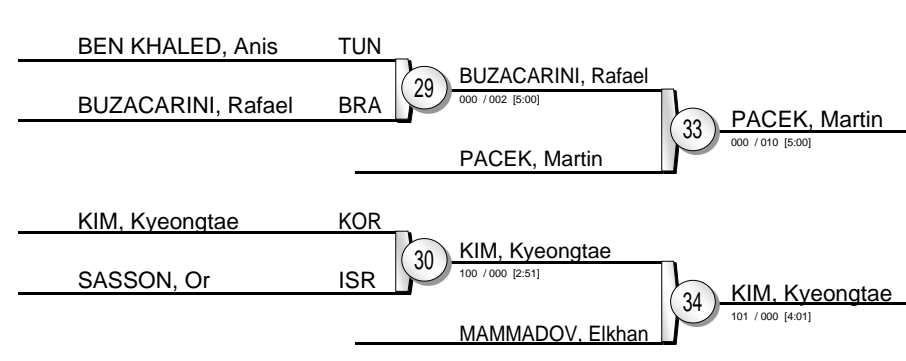 BEN KHALED, Anis TUN
29
BUZACARINI, Rafael
000 / 002 [5:00]
BUZACARINI, Rafael BRA
33
PACEK, Martin
000 / 010 [5:00]
PACEK, Martin
KIM, Kyeongtae KOR
30
KIM, Kyeongtae
100 / 000 [2:51]
SASSON, Or ISR
34
KIM, Kyeongtae
101 / 000 [4:01]
MAMMADOV, Elkhan